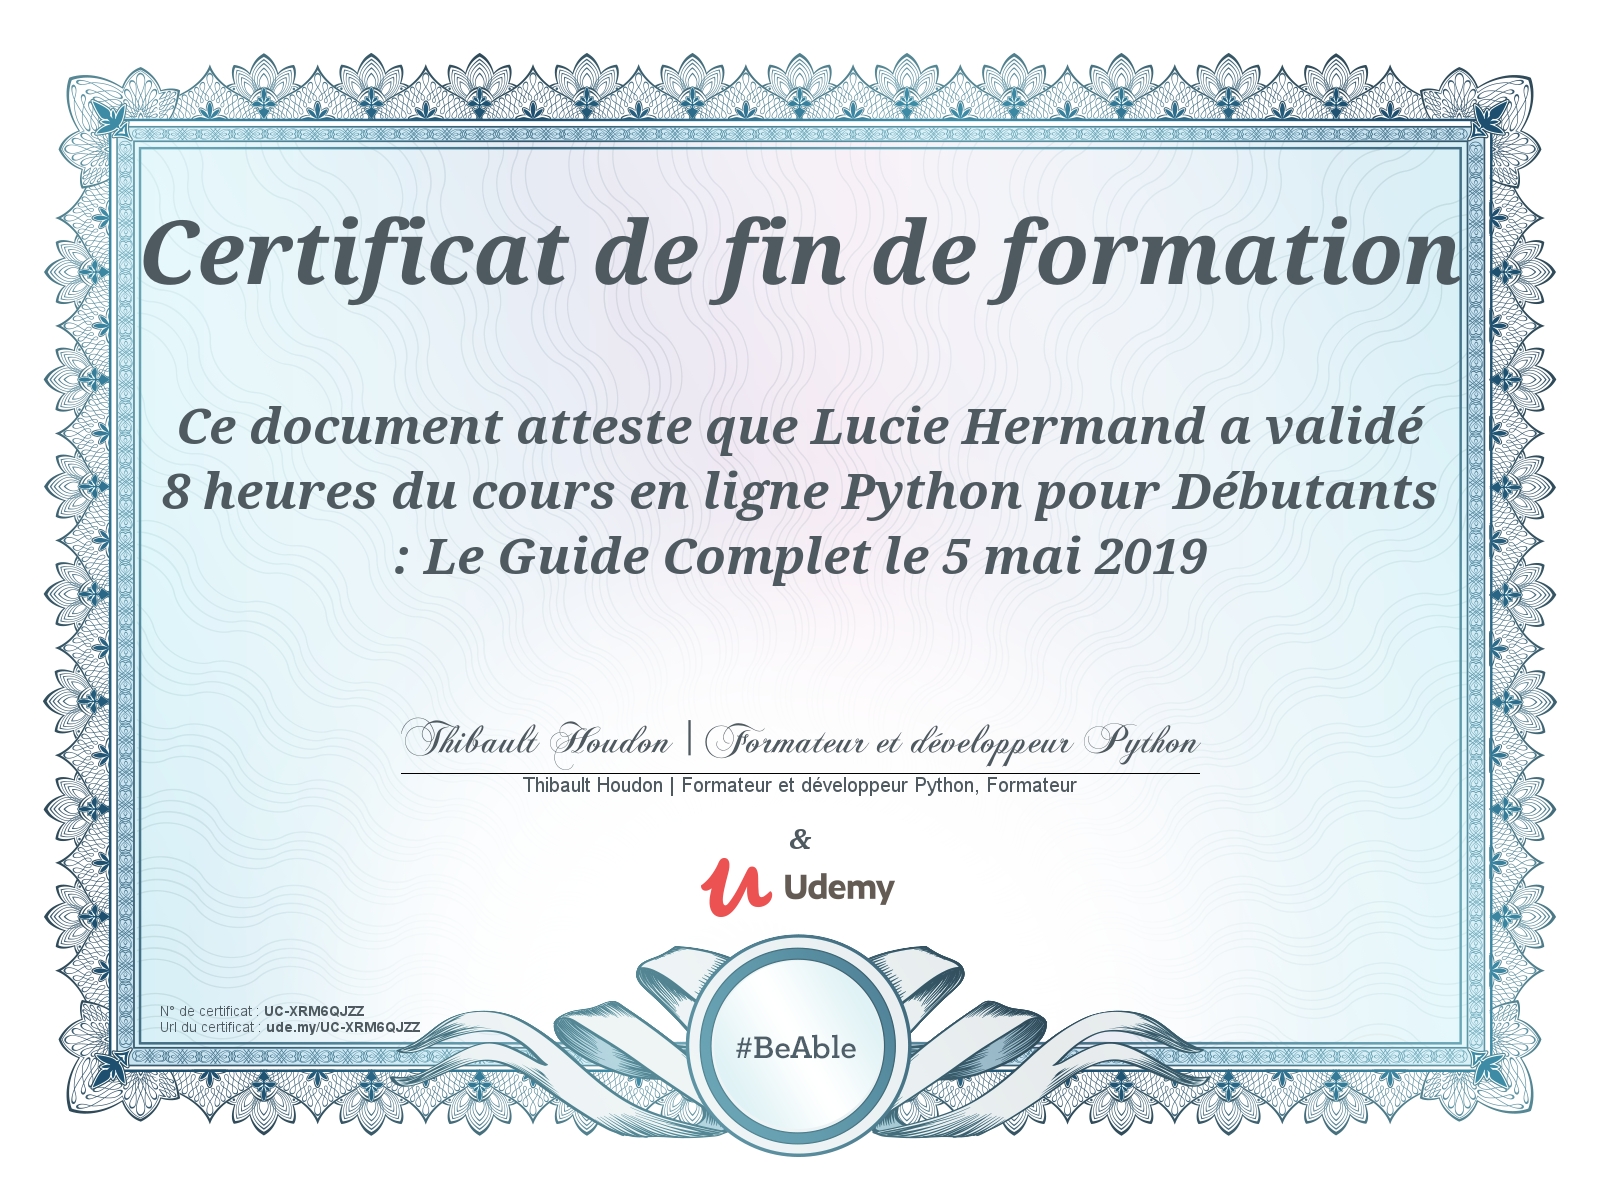 Certificat de fin de formation
Ce document atteste que Lucie Hermand a validé
8 heures du cours en ligne Python pour Débutants
: Le Guide Complet le 5 mai 2019
Thibault Houdon | Formateur et développeur Python
Thibault Houdon | Formateur et développeur Python, Formateur
&
Udemy
N° de certificat : UC-XRM6QJZZ
Url du certificat : ude.my/UC-XRM6QJZZ
#BeAble